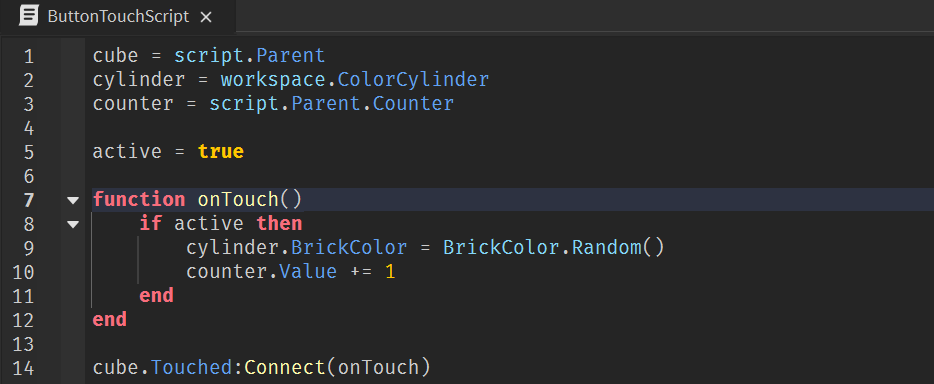 ButtonTouchScript ×
1 cube = script.Parent
2 cylinder = workspace.ColorCylinder
3 counter = script.Parent.Counter
4
5 active = true
6
7 function onTouch()
8     if active then
9         cylinder.BrickColor = BrickColor.Random()
10         counter.Value += 1
11     end
12 end
13
14 cube.Touched:Connect(onTouch)